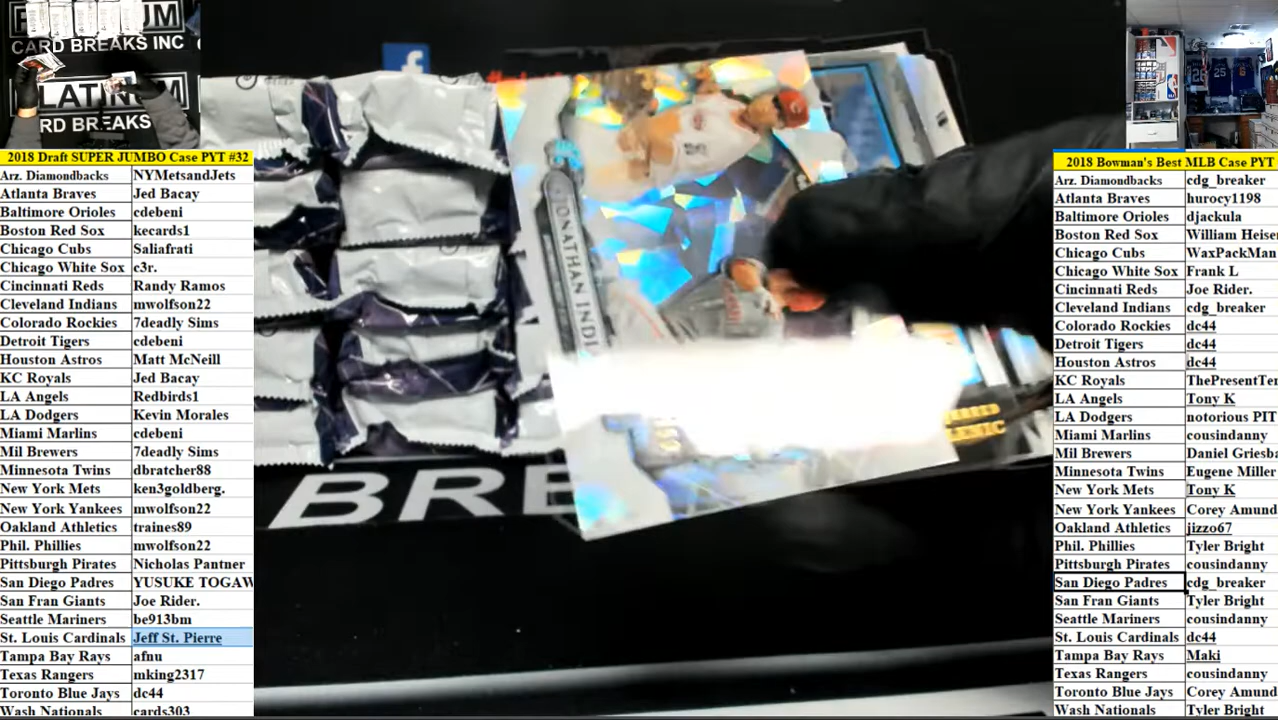 CARD BREAKS INC
PLATINUM
CARD BREAKS
2018 Draft SUPER JUMBO Case PYT #32
Arz. Diamondbacks NYMetsandJets
Atlanta Braves Jed Bacay
Baltimore Orioles cdebeni
Boston Red Sox kecards1
Chicago Cubs Saliafrati
Chicago White Sox c3r.
Cincinnati Reds Randy Ramos
Cleveland Indians mwolfson22
Colorado Rockies 7deadly Sims
Detroit Tigers cdebeni
Houston Astros Matt McNeill
KC Royals Jed Bacay
LA Angels Redbirds1
LA Dodgers Kevin Morales
Miami Marlins cdebeni
Mil Brewers 7deadly Sims
Minnesota Twins dbratcher88
New York Mets ken3goldberg.
New York Yankees mwolfson22
Oakland Athletics traines89
Phil. Phillies mwolfson22
Pittsburgh Pirates Nicholas Pantner
San Diego Padres YUSUKE TOGAW
San Fran Giants Joe Rider.
Seattle Mariners be913bm
St. Louis Cardinals Jeff St. Pierre
Tampa Bay Rays afnu
Texas Rangers mking2317
Toronto Blue Jays dc44
Wash Nationals cards303
f
JONATHAN INDI
BRE
2018 Bowman's Best MLB Case PYT
Arz. Diamondbacks cdg_breaker
Atlanta Braves hurocy1198
Baltimore Orioles djackula
Boston Red Sox William Heise
Chicago Cubs WaxPackMan
Chicago White Sox Frank L
Cincinnati Reds Joe Rider.
Cleveland Indians cdg_breaker
Colorado Rockies dc44
Detroit Tigers dc44
Houston Astros dc44
KC Royals ThePresentTen
LA Angels Tony K
LA Dodgers notorious PIT
Miami Marlins cousindanny
Mil Brewers Daniel Griesba
Minnesota Twins Eugene Miller
New York Mets Tony K
New York Yankees Corey Amund
Oakland Athletics jizzo67
Phil. Phillies Tyler Bright
Pittsburgh Pirates cousindanny
San Diego Padres cdg_breaker
San Fran Giants Tyler Bright
Seattle Mariners cousindanny
St. Louis Cardinals dc44
Tampa Bay Rays Maki
Texas Rangers cousindanny
Toronto Blue Jays Corey Amund
Wash Nationals Tyler Bright